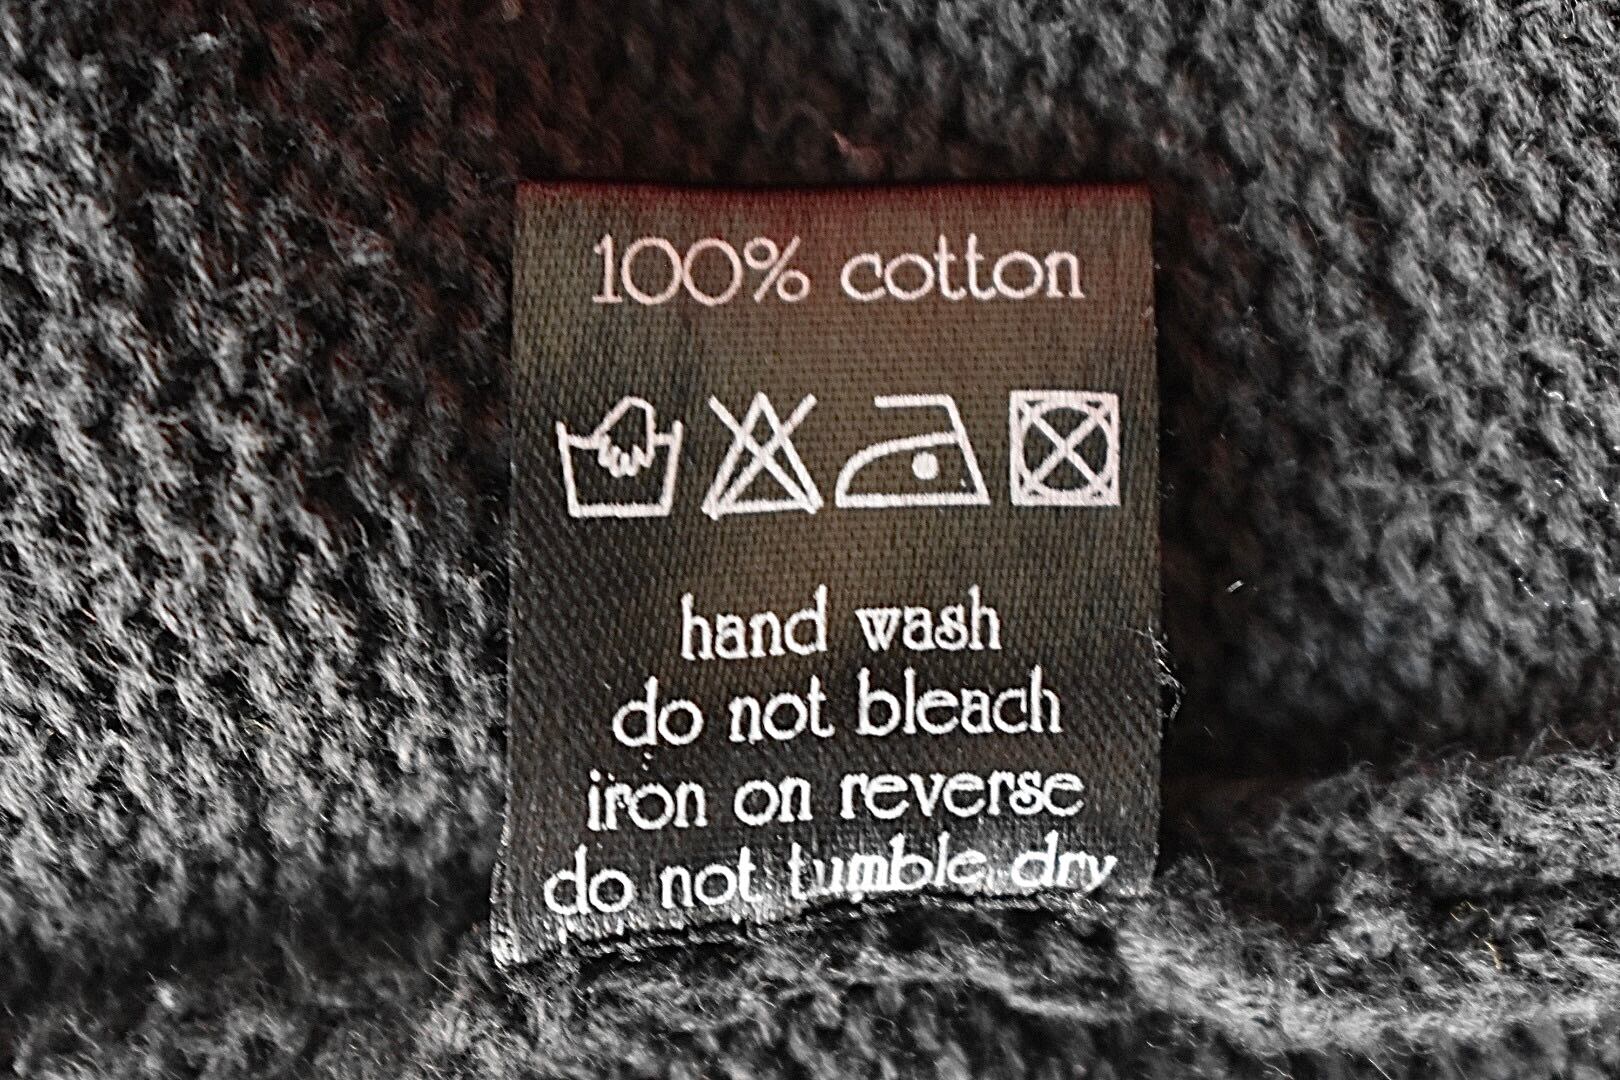 100% cotton
hand wash
do not bleach
iron on reverse
do not tumble dry